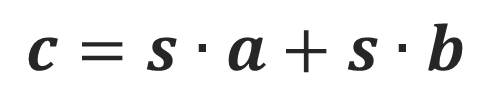 c = s · a + s · b